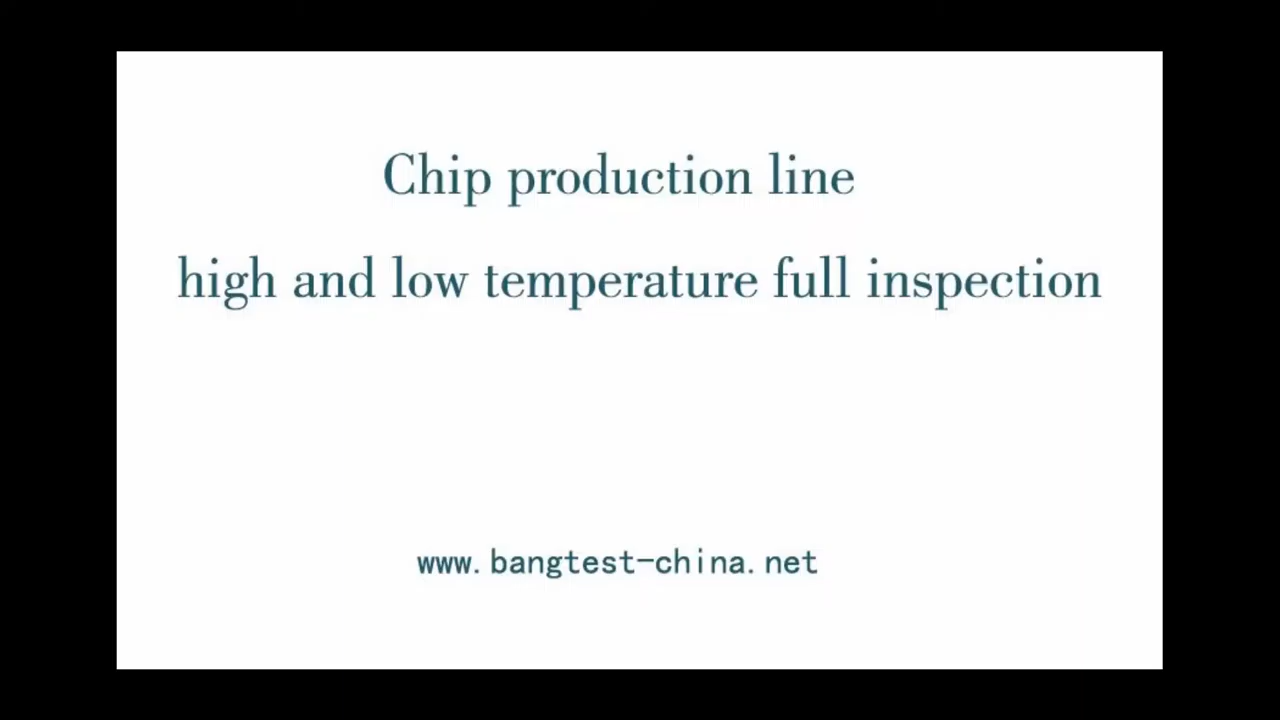 Chip production line
high and low temperature full inspection
www.bangtest-china.net